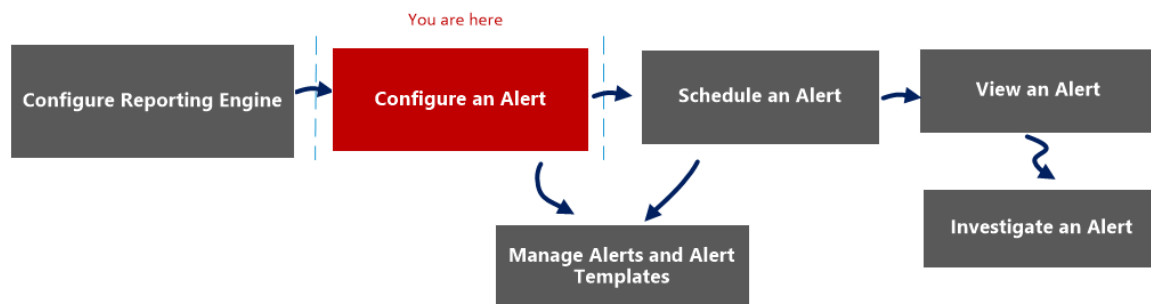 You are here
Configure Reporting Engine
Configure an Alert
Schedule an Alert
View an Alert
Manage Alerts and Alert
Templates
Investigate an Alert